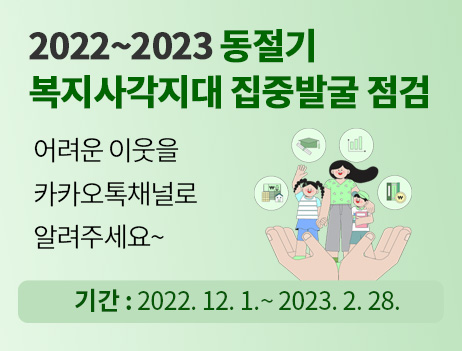 2022~2023 동절기
복지사각지대 집중발굴 점검
어려운 이웃을
카카오톡채널로
알려주세요~
기간 : 2022. 12. 1.~ 2023. 2. 28.